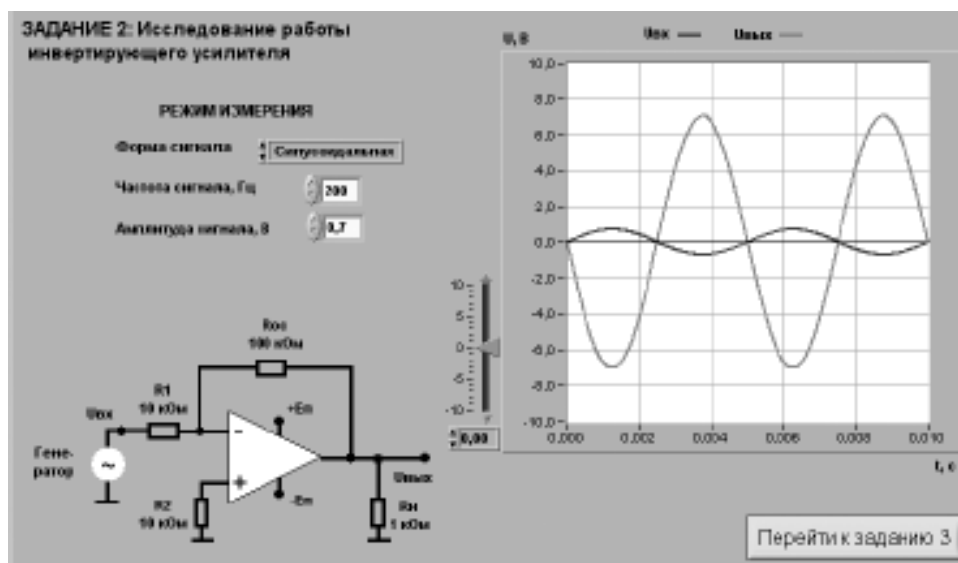 ЗАДАНИЕ 2: Исследование работы
инвертирующего усилителя
РЕЖИМ ИЗМЕРЕНИЯ
Форма сигнала
Синусоидальная
Частота сигнала, Гц
200
Амплитуда сигнала, В
0,7
U, В
Uвх
Uвых
10,0
8,0
6,0
4,0
2,0
0,0
-2,0
-4,0
-6,0
-8,0
-10,0
0.000 0.002 0.004 0.006 0.008 0.010
t, с
10
5
0
-5
-10
0,00
Roc
100 кОм
R1
10 кОм
Uвх
+Еп
-
Гене-
ратор
~
+
Uвых
-Еп
R2
10 кОм
Rн
1 кОм
Перейти к заданию 3